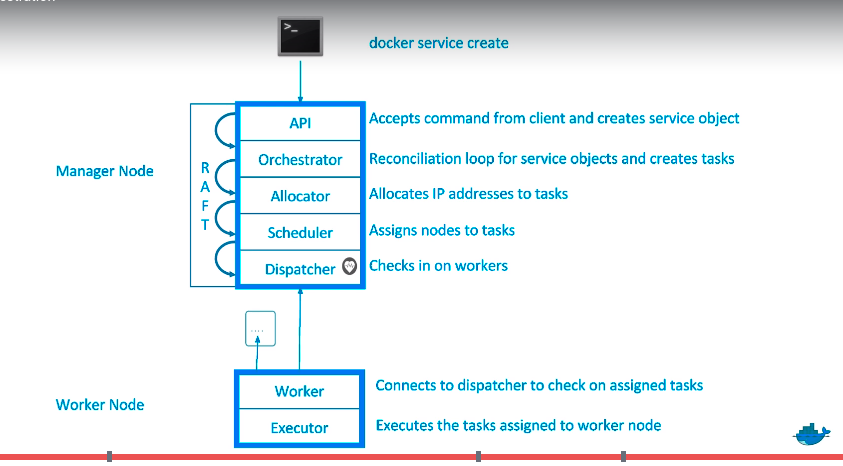 >_
docker service create
API
Accepts command from client and creates service object
Manager Node
RAFT
Orchestrator
Reconciliation loop for service objects and creates tasks
Allocator
Allocates IP addresses to tasks
Scheduler
Assigns nodes to tasks
Dispatcher
Checks in on workers
....
Worker Node
Worker
Connects to dispatcher to check on assigned tasks
Executor
Executes the tasks assigned to worker node